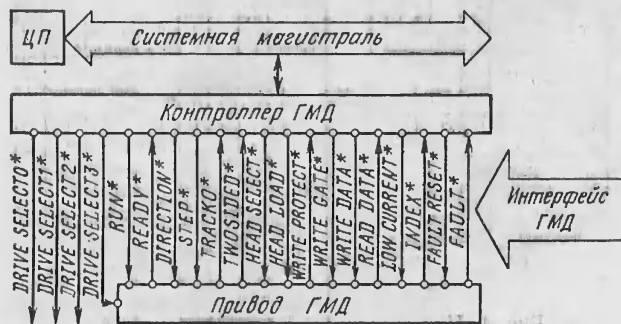 ЦП
Системная магистраль
Контроллер ГМД
DRIVE SELECT0*
DRIVE SELECT1*
DRIVE SELECT2*
DRIVE SELECT3*
RUN*
READY*
DIRECTION*
STEP*
TRACK0*
TWOSIDED*
HEAD SELECT*
HEAD LOAD*
WRITE PROTECT*
WRITE GATE*
WRITE DATA*
READ DATA*
LOW CURRENT*
INDEX*
FAULT RESET*
FAULT*
Интерфейс
ГМД
Привод ГМД